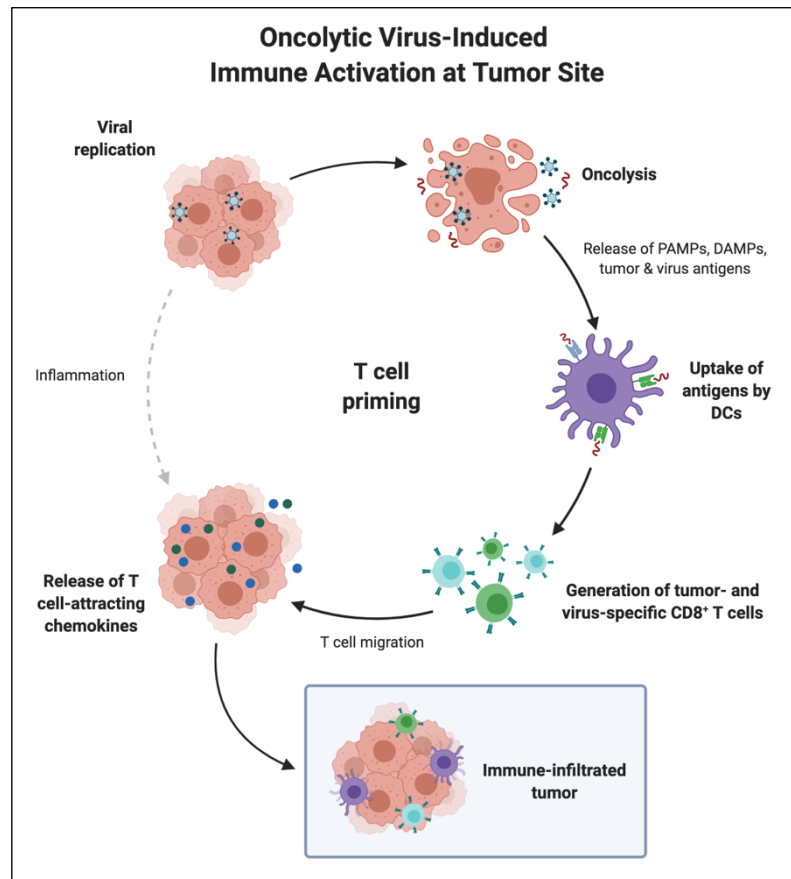 Oncolytic Virus-Induced
Immune Activation at Tumor Site
Viral
replication
Oncolysis
Release of PAMPs, DAMPs,
tumor & virus antigens
Inflammation
T cell
priming
Uptake of
antigens by
DCs
Release of T
cell-attracting
chemokines
T cell migration
Generation of tumor- and
virus-specific CD8⁺ T cells
Immune-infiltrated
tumor